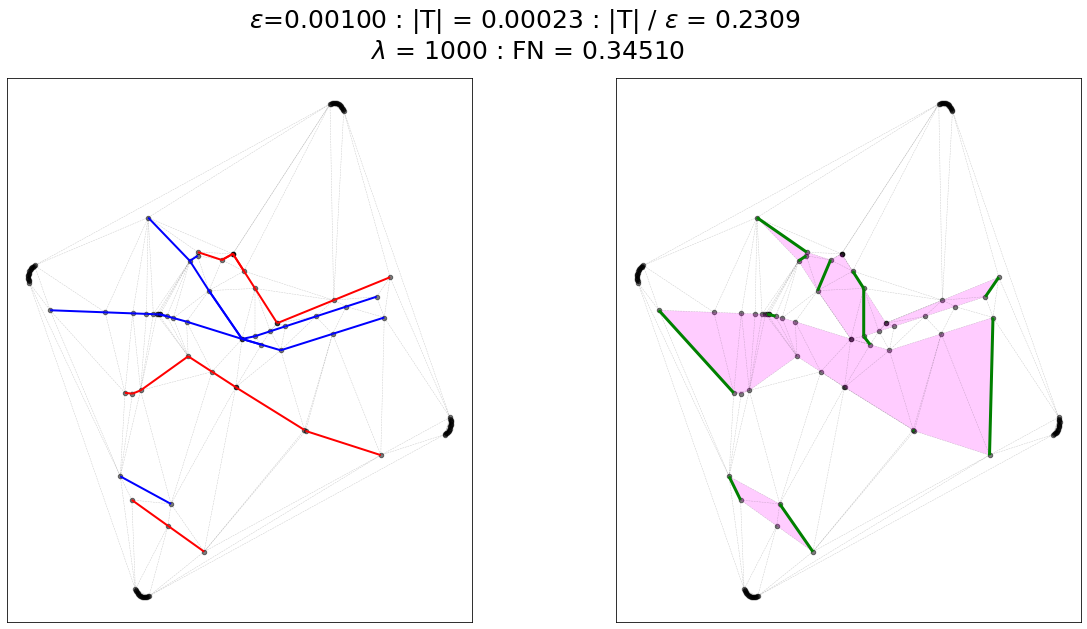 ε=0.00100 : |T| = 0.00023 : |T| / ε = 0.2309
λ = 1000 : FN = 0.34510